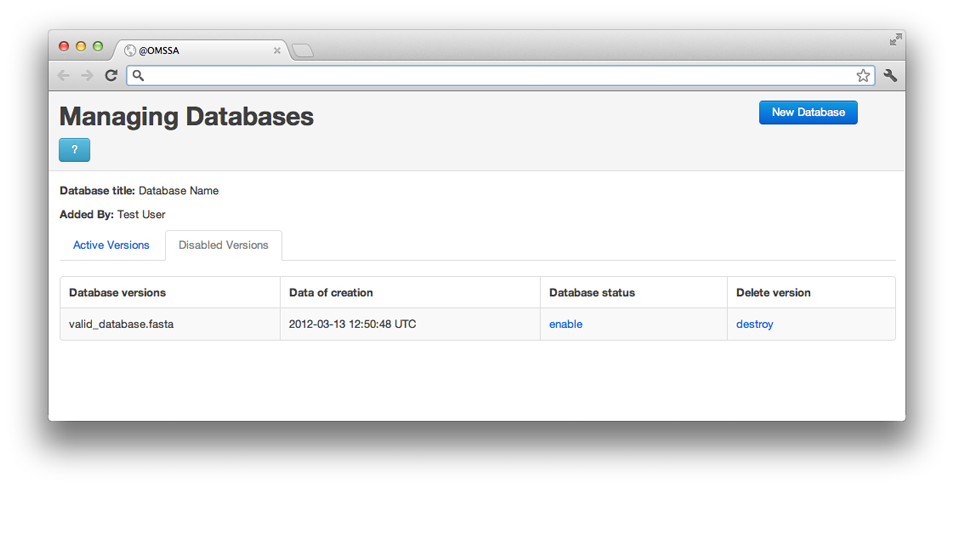 @OMSSA
Managing Databases
New Database
?
Database title: Database Name
Added By: Test User
Active Versions
Disabled Versions
Database versions Data of creation Database status Delete version
valid_database.fasta 2012-03-13 12:50:48 UTC enable destroy